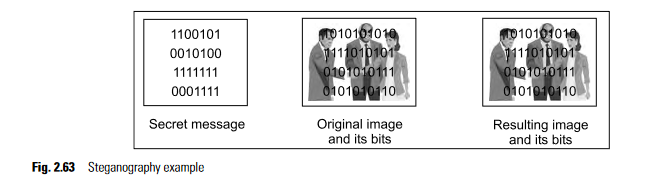 1100101
0010100
1111111
0001111
Secret message
1010101010
1111010101
0101010111
0101010110
Original image
and its bits
1010101010
1111010101
0101010111
0101010110
Resulting image
and its bits
Fig. 2.63 Steganography example